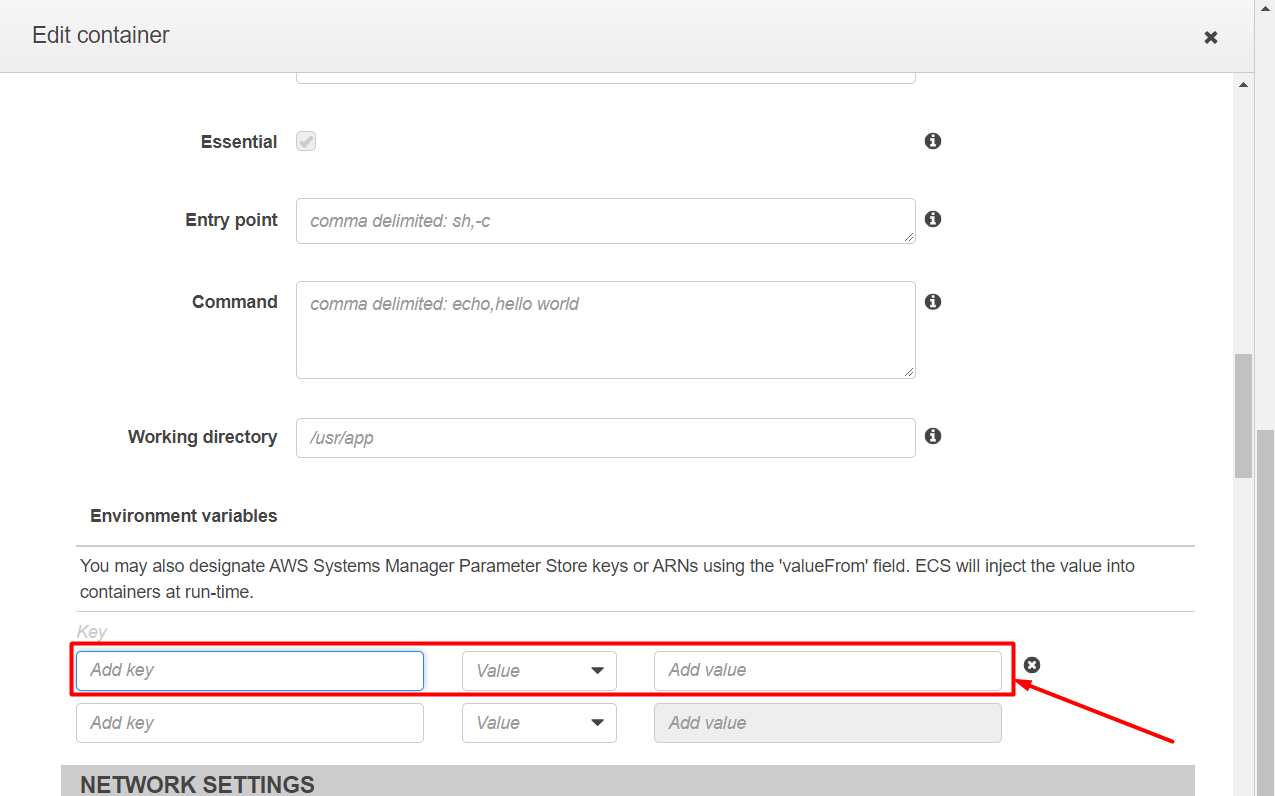 Edit container
Essential
Entry point
comma delimited: sh,-c
Command
comma delimited: echo,hello world
Working directory
/usr/app
Environment variables
You may also designate AWS Systems Manager Parameter Store keys or ARNs using the 'valueFrom' field. ECS will inject the value into
containers at run-time.
Key
Add key Value Add value
Add key Value Add value
NETWORK SETTINGS